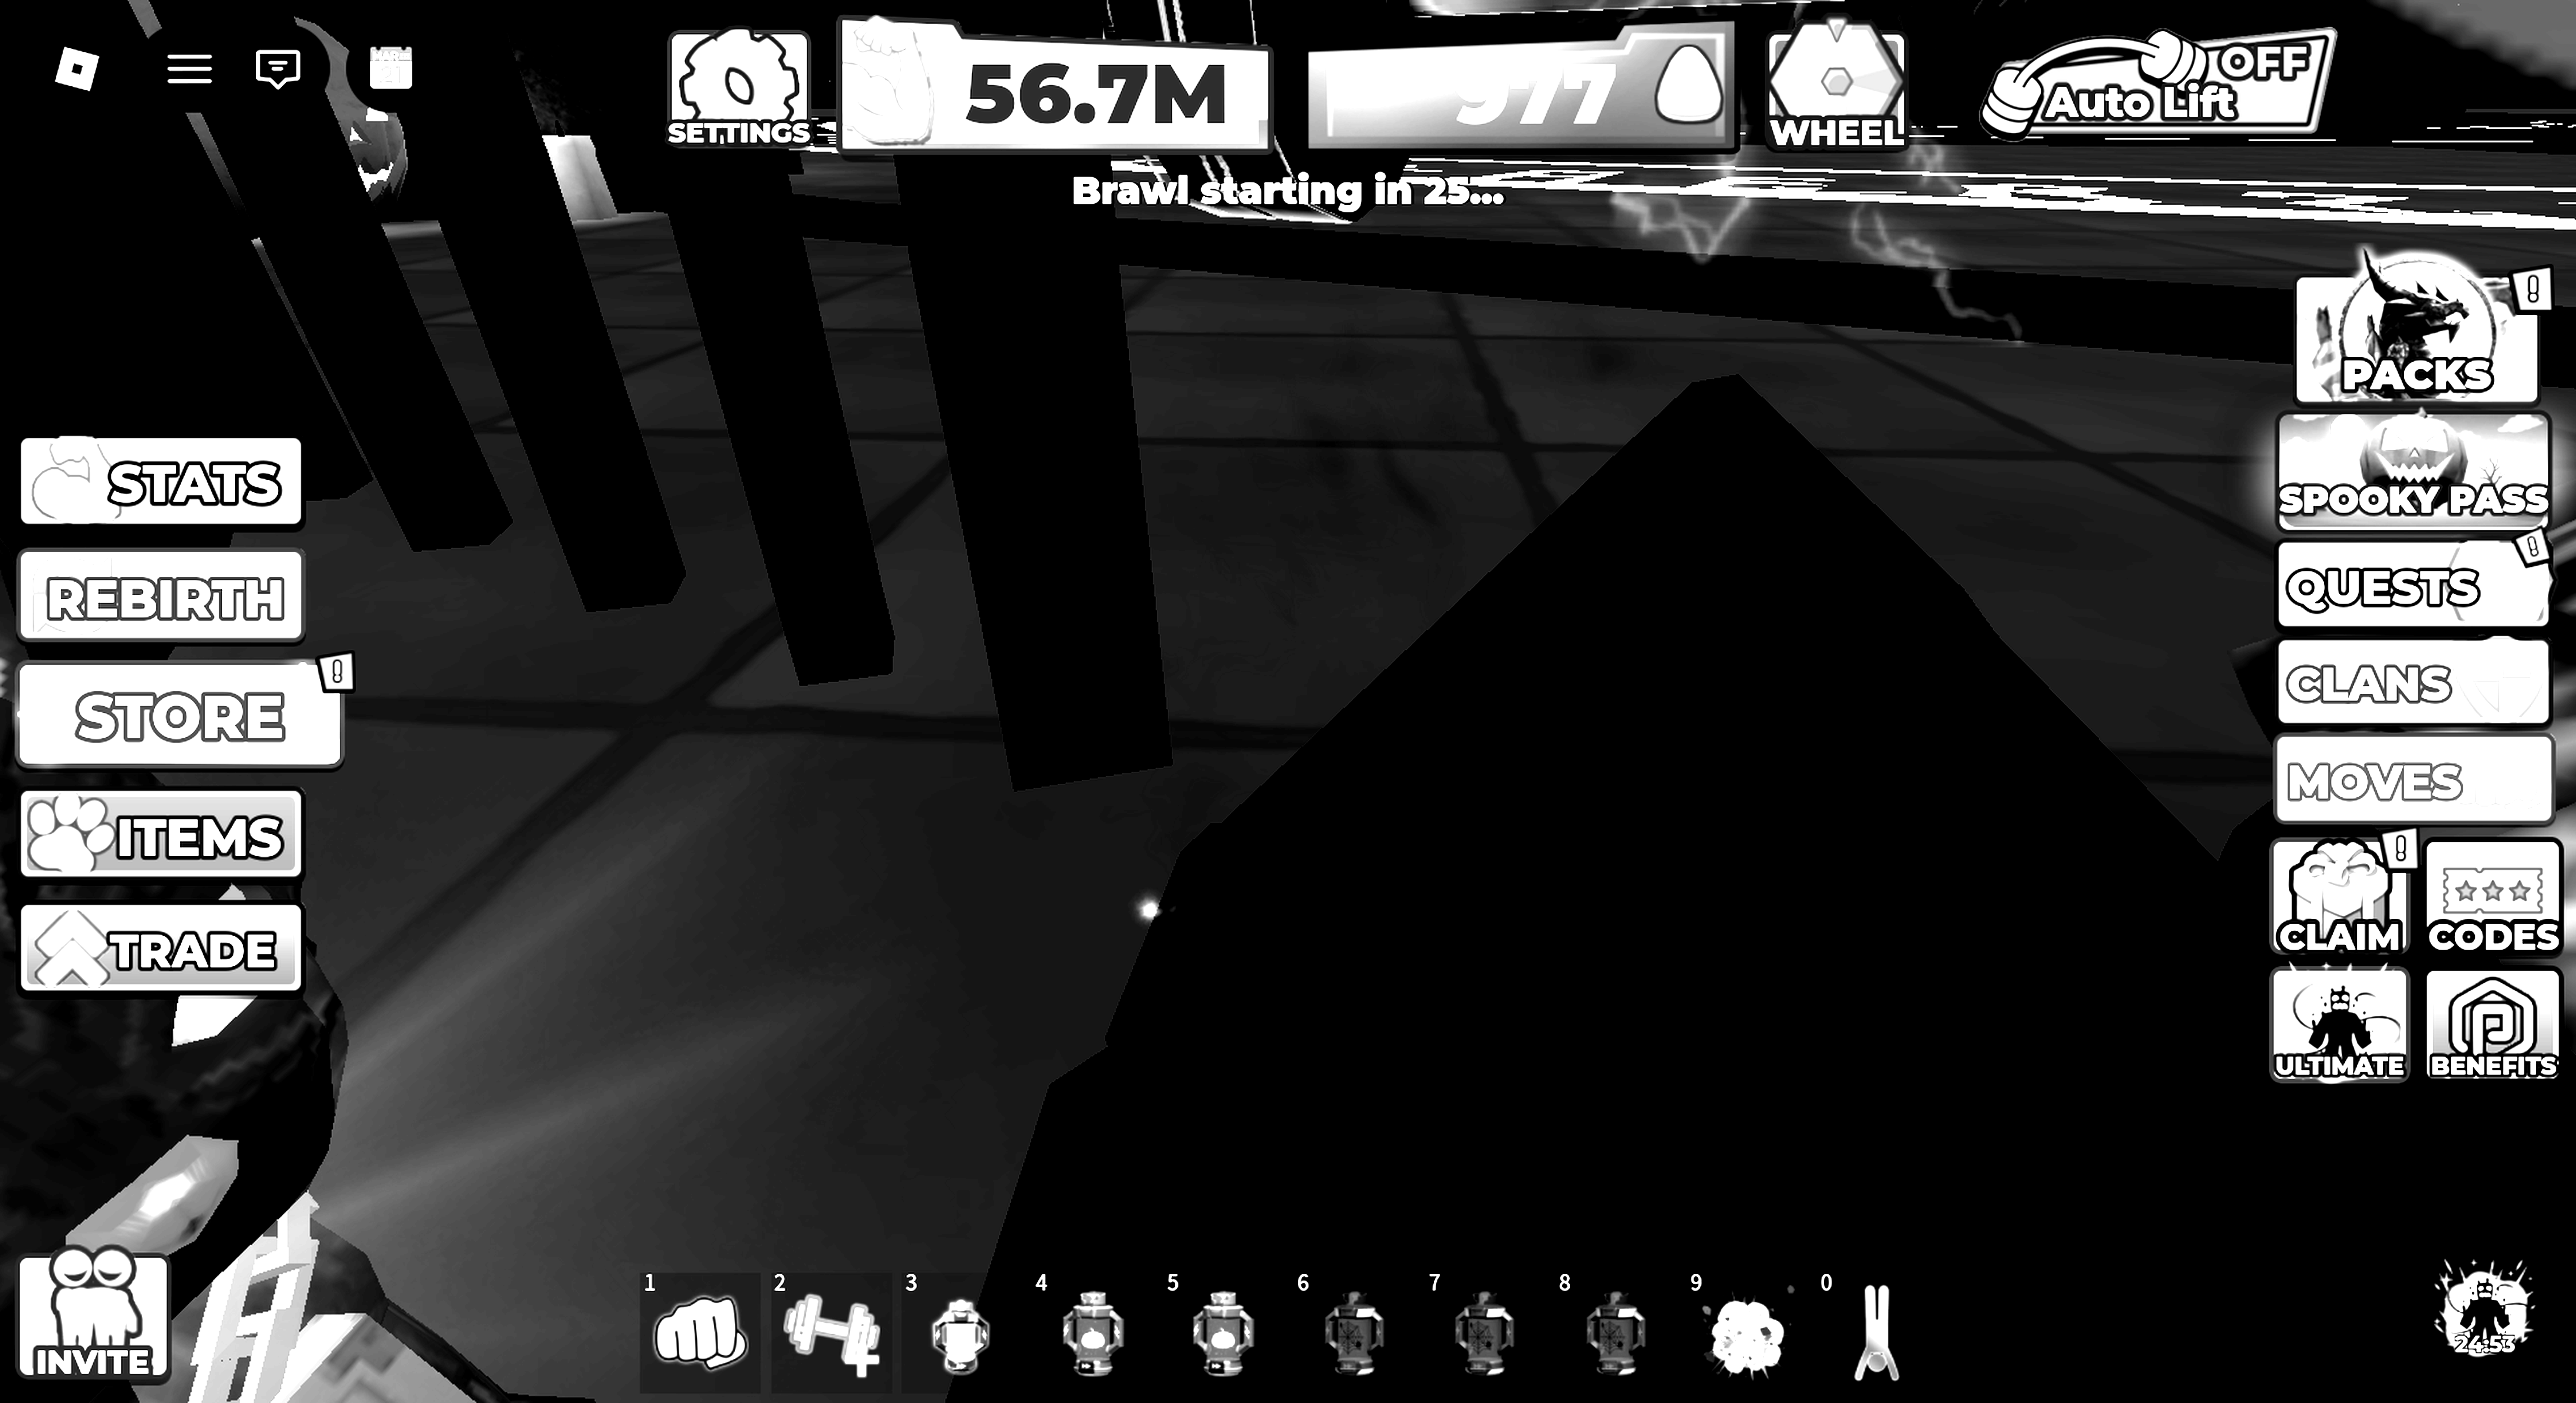 SETTINGS
56.7M
977
WHEEL
OFF
Auto Lift
Brawl starting in 25...
PACKS
SPOOKY PASS
QUESTS
CLANS
MOVES
CLAIM
CODES
ULTIMATE
BENEFITS
STATS
REBIRTH
STORE
ITEMS
TRADE
INVITE
1
2
3
4
5
6
7
8
9
0
24:53